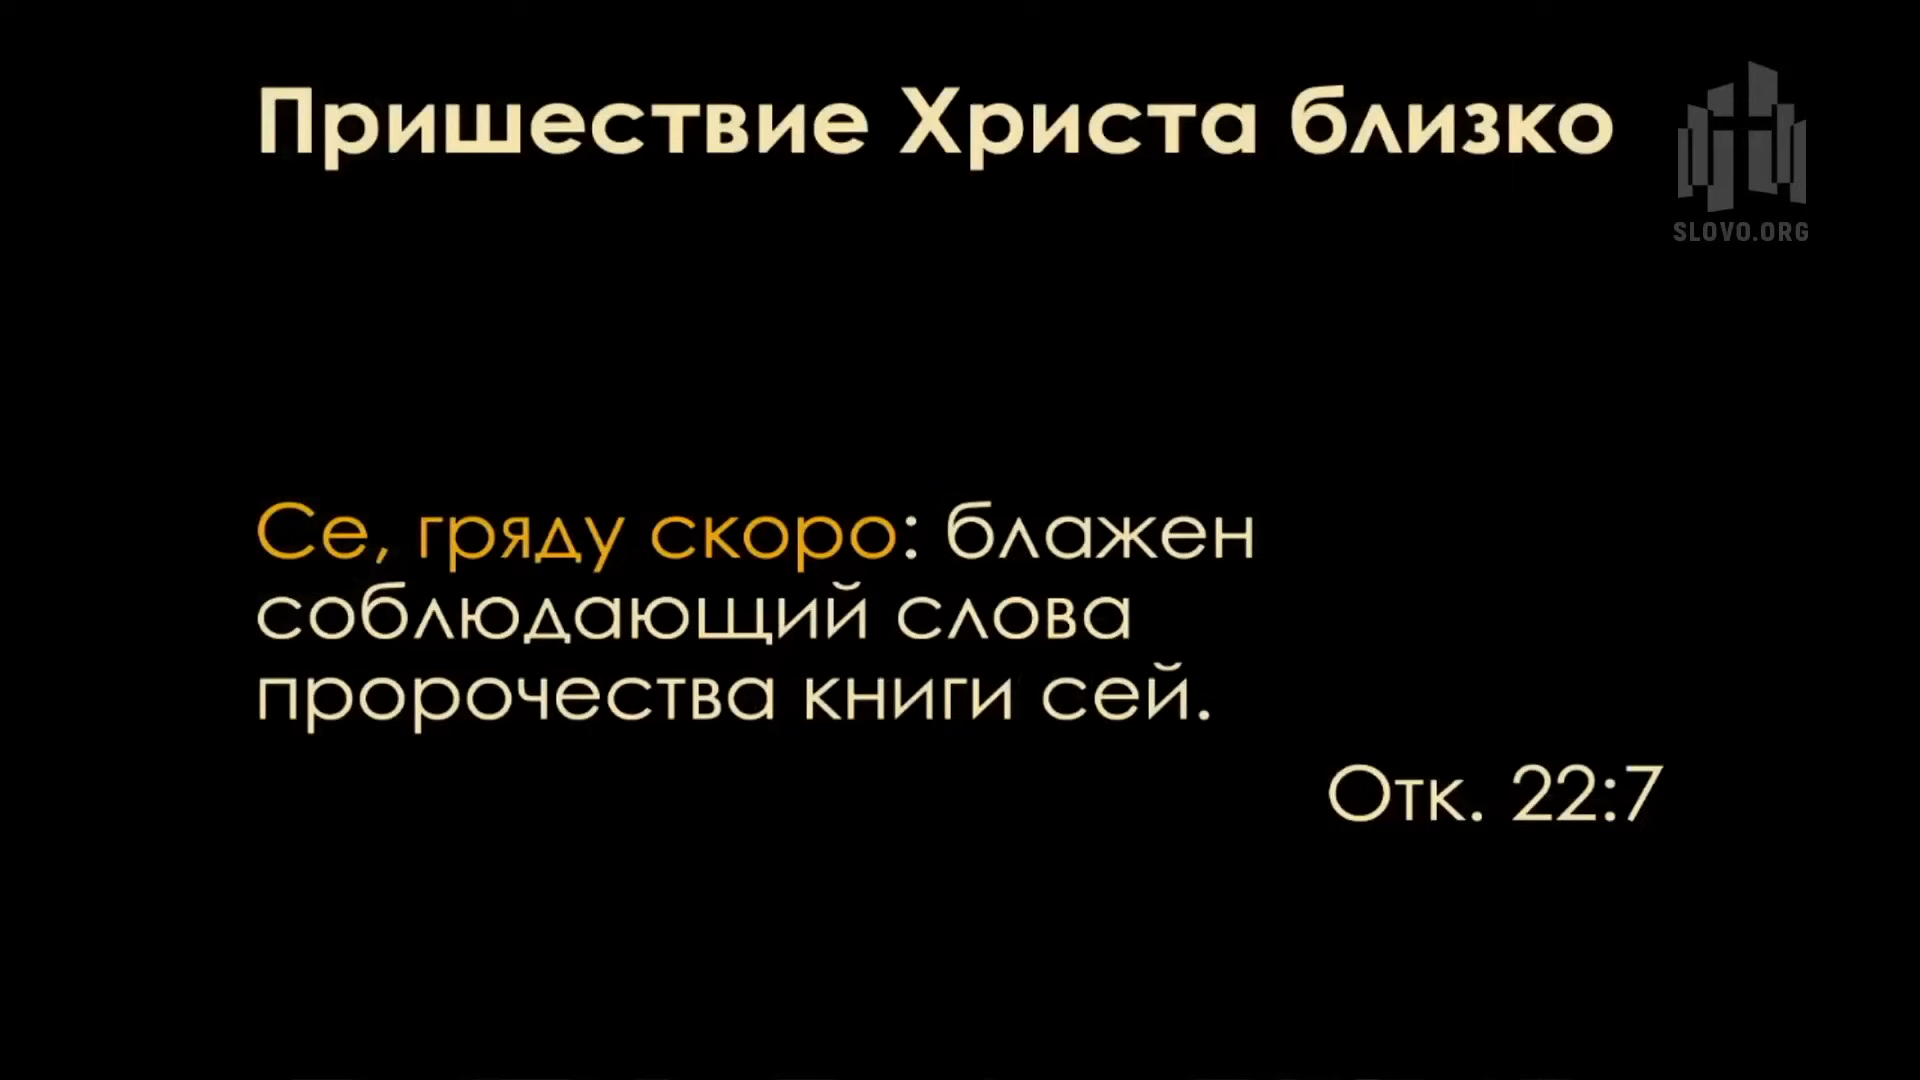 Пришествие Христа близко
SLOVO.ORG
Се, гряду скоро: блажен
соблюдающий слова
пророчества книги сей.
Отк. 22:7